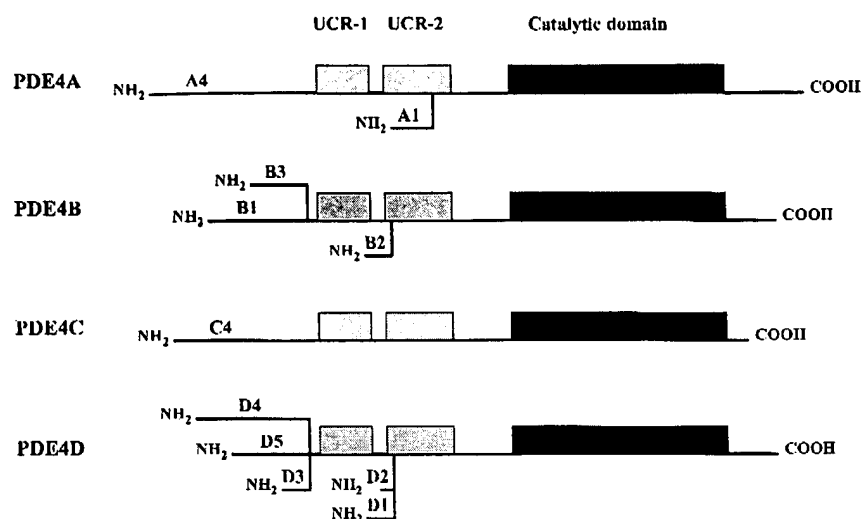 UCR-1 UCR-2 Catalytic domain
PDE4A NH2 A4 COOH
NH2 A1
NH2 B3
PDE4B NH2 B1 COOH
NH2 B2
PDE4C NH2 C4 COOH
NH2 D4
PDE4D NH2 D5 COOH
NH2 D3 NH2 D2
NH2 D1